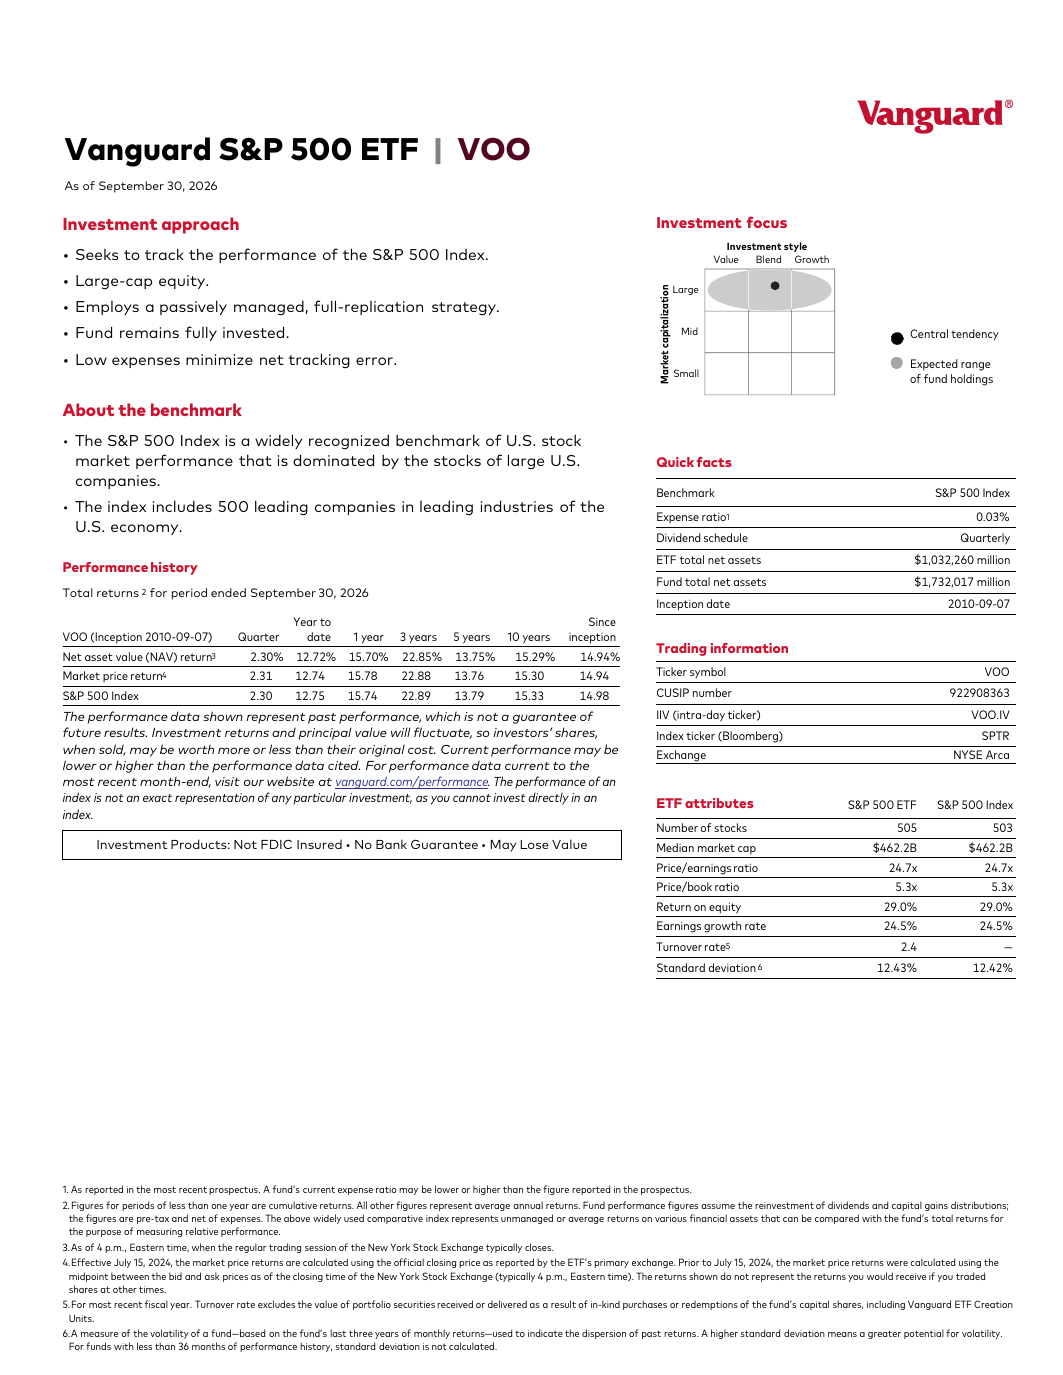 Vanguard®
Vanguard S&P 500 ETF | VOO
As of September 30, 2026
Investment approach
• Seeks to track the performance of the S&P 500 Index.
• Large-cap equity.
• Employs a passively managed, full-replication strategy.
• Fund remains fully invested.
• Low expenses minimize net tracking error.
About the benchmark
• The S&P 500 Index is a widely recognized benchmark of U.S. stock
market performance that is dominated by the stocks of large U.S.
companies.
• The index includes 500 leading companies in leading industries of the
U.S. economy.
Performance history
Total returns 2 for period ended September 30, 2026
Year to Since
VOO (Inception 2010-09-07) Quarter date 1 year 3 years 5 years 10 years inception
Net asset value (NAV) return3 2.30% 12.72% 15.70% 22.85% 13.75% 15.29% 14.94%
Market price return4 2.31 12.74 15.78 22.88 13.76 15.30 14.94
S&P 500 Index 2.30 12.75 15.74 22.89 13.79 15.33 14.98
The performance data shown represent past performance, which is not a guarantee of
future results. Investment returns and principal value will fluctuate, so investors' shares,
when sold, may be worth more or less than their original cost. Current performance may be
lower or higher than the performance data cited. For performance data current to the
most recent month-end, visit our website at vanguard.com/performance. The performance of an
index is not an exact representation of any particular investment, as you cannot invest directly in an
index.
Investment Products: Not FDIC Insured • No Bank Guarantee • May Lose Value
Investment focus
Investment style
Value Blend Growth
Market capitalization
Large
Mid
Small
Central tendency
Expected range
of fund holdings
Quick facts
Benchmark S&P 500 Index
Expense ratio1 0.03%
Dividend schedule Quarterly
ETF total net assets $1,032,260 million
Fund total net assets $1,732,017 million
Inception date 2010-09-07
Trading information
Ticker symbol VOO
CUSIP number 922908363
IIV (intra-day ticker) VOO.IV
Index ticker (Bloomberg) SPTR
Exchange NYSE Arca
ETF attributes S&P 500 ETF S&P 500 Index
Number of stocks 505 503
Median market cap $462.2B $462.2B
Price/earnings ratio 24.7x 24.7x
Price/book ratio 5.3x 5.3x
Return on equity 29.0% 29.0%
Earnings growth rate 24.5% 24.5%
Turnover rate5 2.4 —
Standard deviation6 12.43% 12.42%
1. As reported in the most recent prospectus. A fund's current expense ratio may be lower or higher than the figure reported in the prospectus.
2. Figures for periods of less than one year are cumulative returns. All other figures represent average annual returns. Fund performance figures assume the reinvestment of dividends and capital gains distributions;
the figures are pre-tax and net of expenses. The above widely used comparative index represents unmanaged or average returns on various financial assets that can be compared with the fund's total returns for
the purpose of measuring relative performance.
3. As of 4 p.m., Eastern time, when the regular trading session of the New York Stock Exchange typically closes.
4. Effective July 15, 2024, the market price returns are calculated using the official closing price as reported by the ETF's primary exchange. Prior to July 15, 2024, the market price returns were calculated using the
midpoint between the bid and ask prices as of the closing time of the New York Stock Exchange (typically 4 p.m., Eastern time). The returns shown do not represent the returns you would receive if you traded
shares at other times.
5. For most recent fiscal year. Turnover rate excludes the value of portfolio securities received or delivered as a result of in-kind purchases or redemptions of the fund's capital shares, including Vanguard ETF Creation
Units.
6. A measure of the volatility of a fund—based on the fund's last three years of monthly returns—used to indicate the dispersion of past returns. A higher standard deviation means a greater potential for volatility.
For funds with less than 36 months of performance history, standard deviation is not calculated.